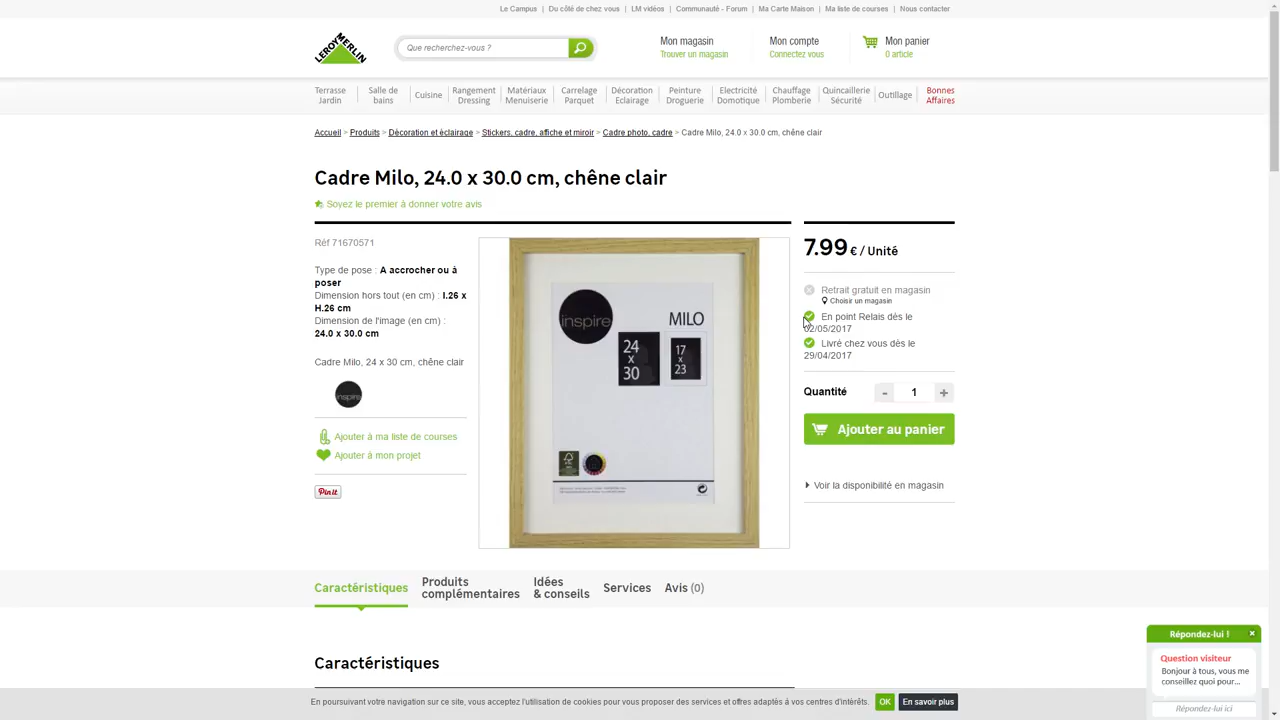 Le Campus | Du côté de chez vous | LM vidéos | Communauté - Forum | Ma Carte Maison | Ma liste de courses | Nous contacter
LEROY MERLIN
Que recherchez-vous ?
Mon magasin
Trouver un magasin
Mon compte
Connectez vous
Mon panier
0 article
Terrasse
Jardin
Salle de
bains
Cuisine
Rangement
Dressing
Matériaux
Menuiserie
Carrelage
Parquet
Décoration
Eclairage
Peinture
Droguerie
Electricité
Domotique
Chauffage
Plomberie
Quincaillerie
Sécurité
Outillage
Bonnes
Affaires
Accueil > Produits > Décoration et éclairage > Stickers, cadre, affiche et miroir > Cadre photo, cadre > Cadre Milo, 24.0 x 30.0 cm, chêne clair
Cadre Milo, 24.0 x 30.0 cm, chêne clair
Soyez le premier à donner votre avis
Réf 71670571
Type de pose : A accrocher ou à
poser
Dimension hors tout (en cm) : l.26 x
H.26 cm
Dimension de l'image (en cm) :
24.0 x 30.0 cm
Cadre Milo, 24 x 30 cm, chêne clair
inspire
Ajouter à ma liste de courses
Ajouter à mon projet
Pin it
inspire
MILO
24
x
30
17
x
23
FSC
7.99 € / Unité
Retrait gratuit en magasin
Choisir un magasin
En point Relais dès le
02/05/2017
Livré chez vous dès le
29/04/2017
Quantité
- 1 +
Ajouter au panier
Voir la disponibilité en magasin
Caractéristiques
Produits
complémentaires
Idées
& conseils
Services
Avis (0)
Caractéristiques
Répondez-lui !
Question visiteur
Bonjour à tous, vous me
conseillez quoi pour...
Répondez-lui ici
En poursuivant votre navigation sur ce site, vous acceptez l'utilisation de cookies pour vous proposer des services et offres adaptés à vos centres d'intérêts.
OK
En savoir plus